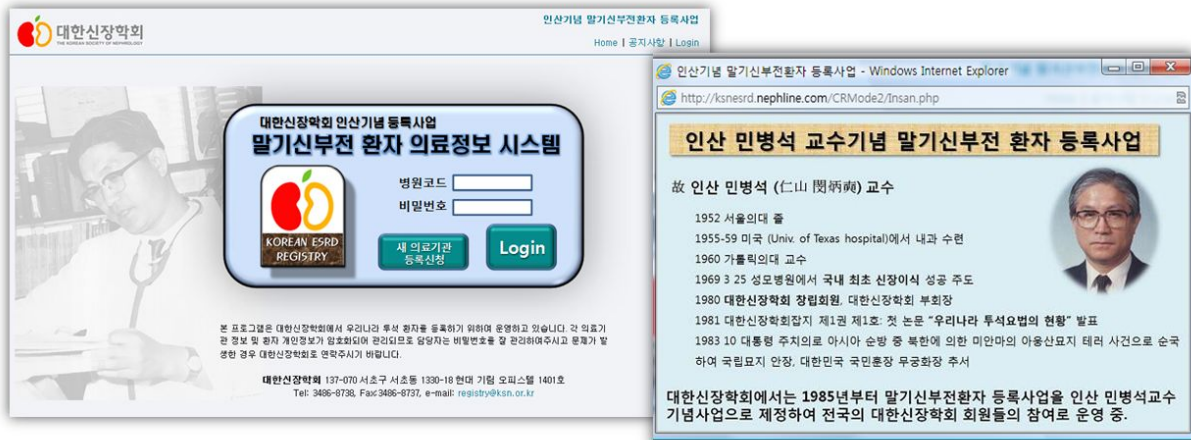 대한신장학회
THE KOREAN SOCIETY OF NEPHROLOGY
인산기념 말기신부전환자 등록사업
Home | 공지사항 | Login
대한신장학회 인산기념 등록사업
말기신부전 환자 의료정보 시스템
병원코드
비밀번호
KOREAN ESRD
REGISTRY
새 의료기관
등록신청
Login
본 프로그램은 대한신장학회에서 우리나라 투석 환자를 등록하기 위하여 운영하고 있습니다. 각 의료기
관 정보 및 환자 개인정보가 암호화되어 관리되므로 담당자는 비밀번호를 잘 관리하여주시고 문제가 발
생한 경우 대한신장학회로 연락주시기 바랍니다.
대한신장학회 137-070 서초구 서초동 1330-18 현대 기림 오피스텔 1401호
Tel: 3486-8738, Fax:3486-8737, e-mail: registry@ksn.or.kr
인산기념 말기신부전환자 등록사업 - Windows Internet Explorer
http://ksnesrd.nephline.com/CRMode2/Insan.php
인산 민병석 교수기념 말기신부전 환자 등록사업
故 인산 민병석 (仁山 閔炳奭) 교수
1952 서울의대 졸
1955-59 미국 (Univ. of Texas hospital)에서 내과 수련
1960 가톨릭의대 교수
1969 3 25 성모병원에서 국내 최초 신장이식 성공 주도
1980 대한신장학회 창립회원, 대한신장학회 부회장
1981 대한신장학회잡지 제1권 제1호: 첫 논문 "우리나라 투석요법의 현황" 발표
1983 10 대통령 주치의로 아시아 순방 중 북한에 의한 미얀마의 아웅산묘지 테러 사건으로 순국
하여 국립묘지 안장, 대한민국 국민훈장 무궁화장 추서
대한신장학회에서는 1985년부터 말기신부전환자 등록사업을 인산 민병석교수
기념사업으로 제정하여 전국의 대한신장학회 회원들의 참여로 운영 중.